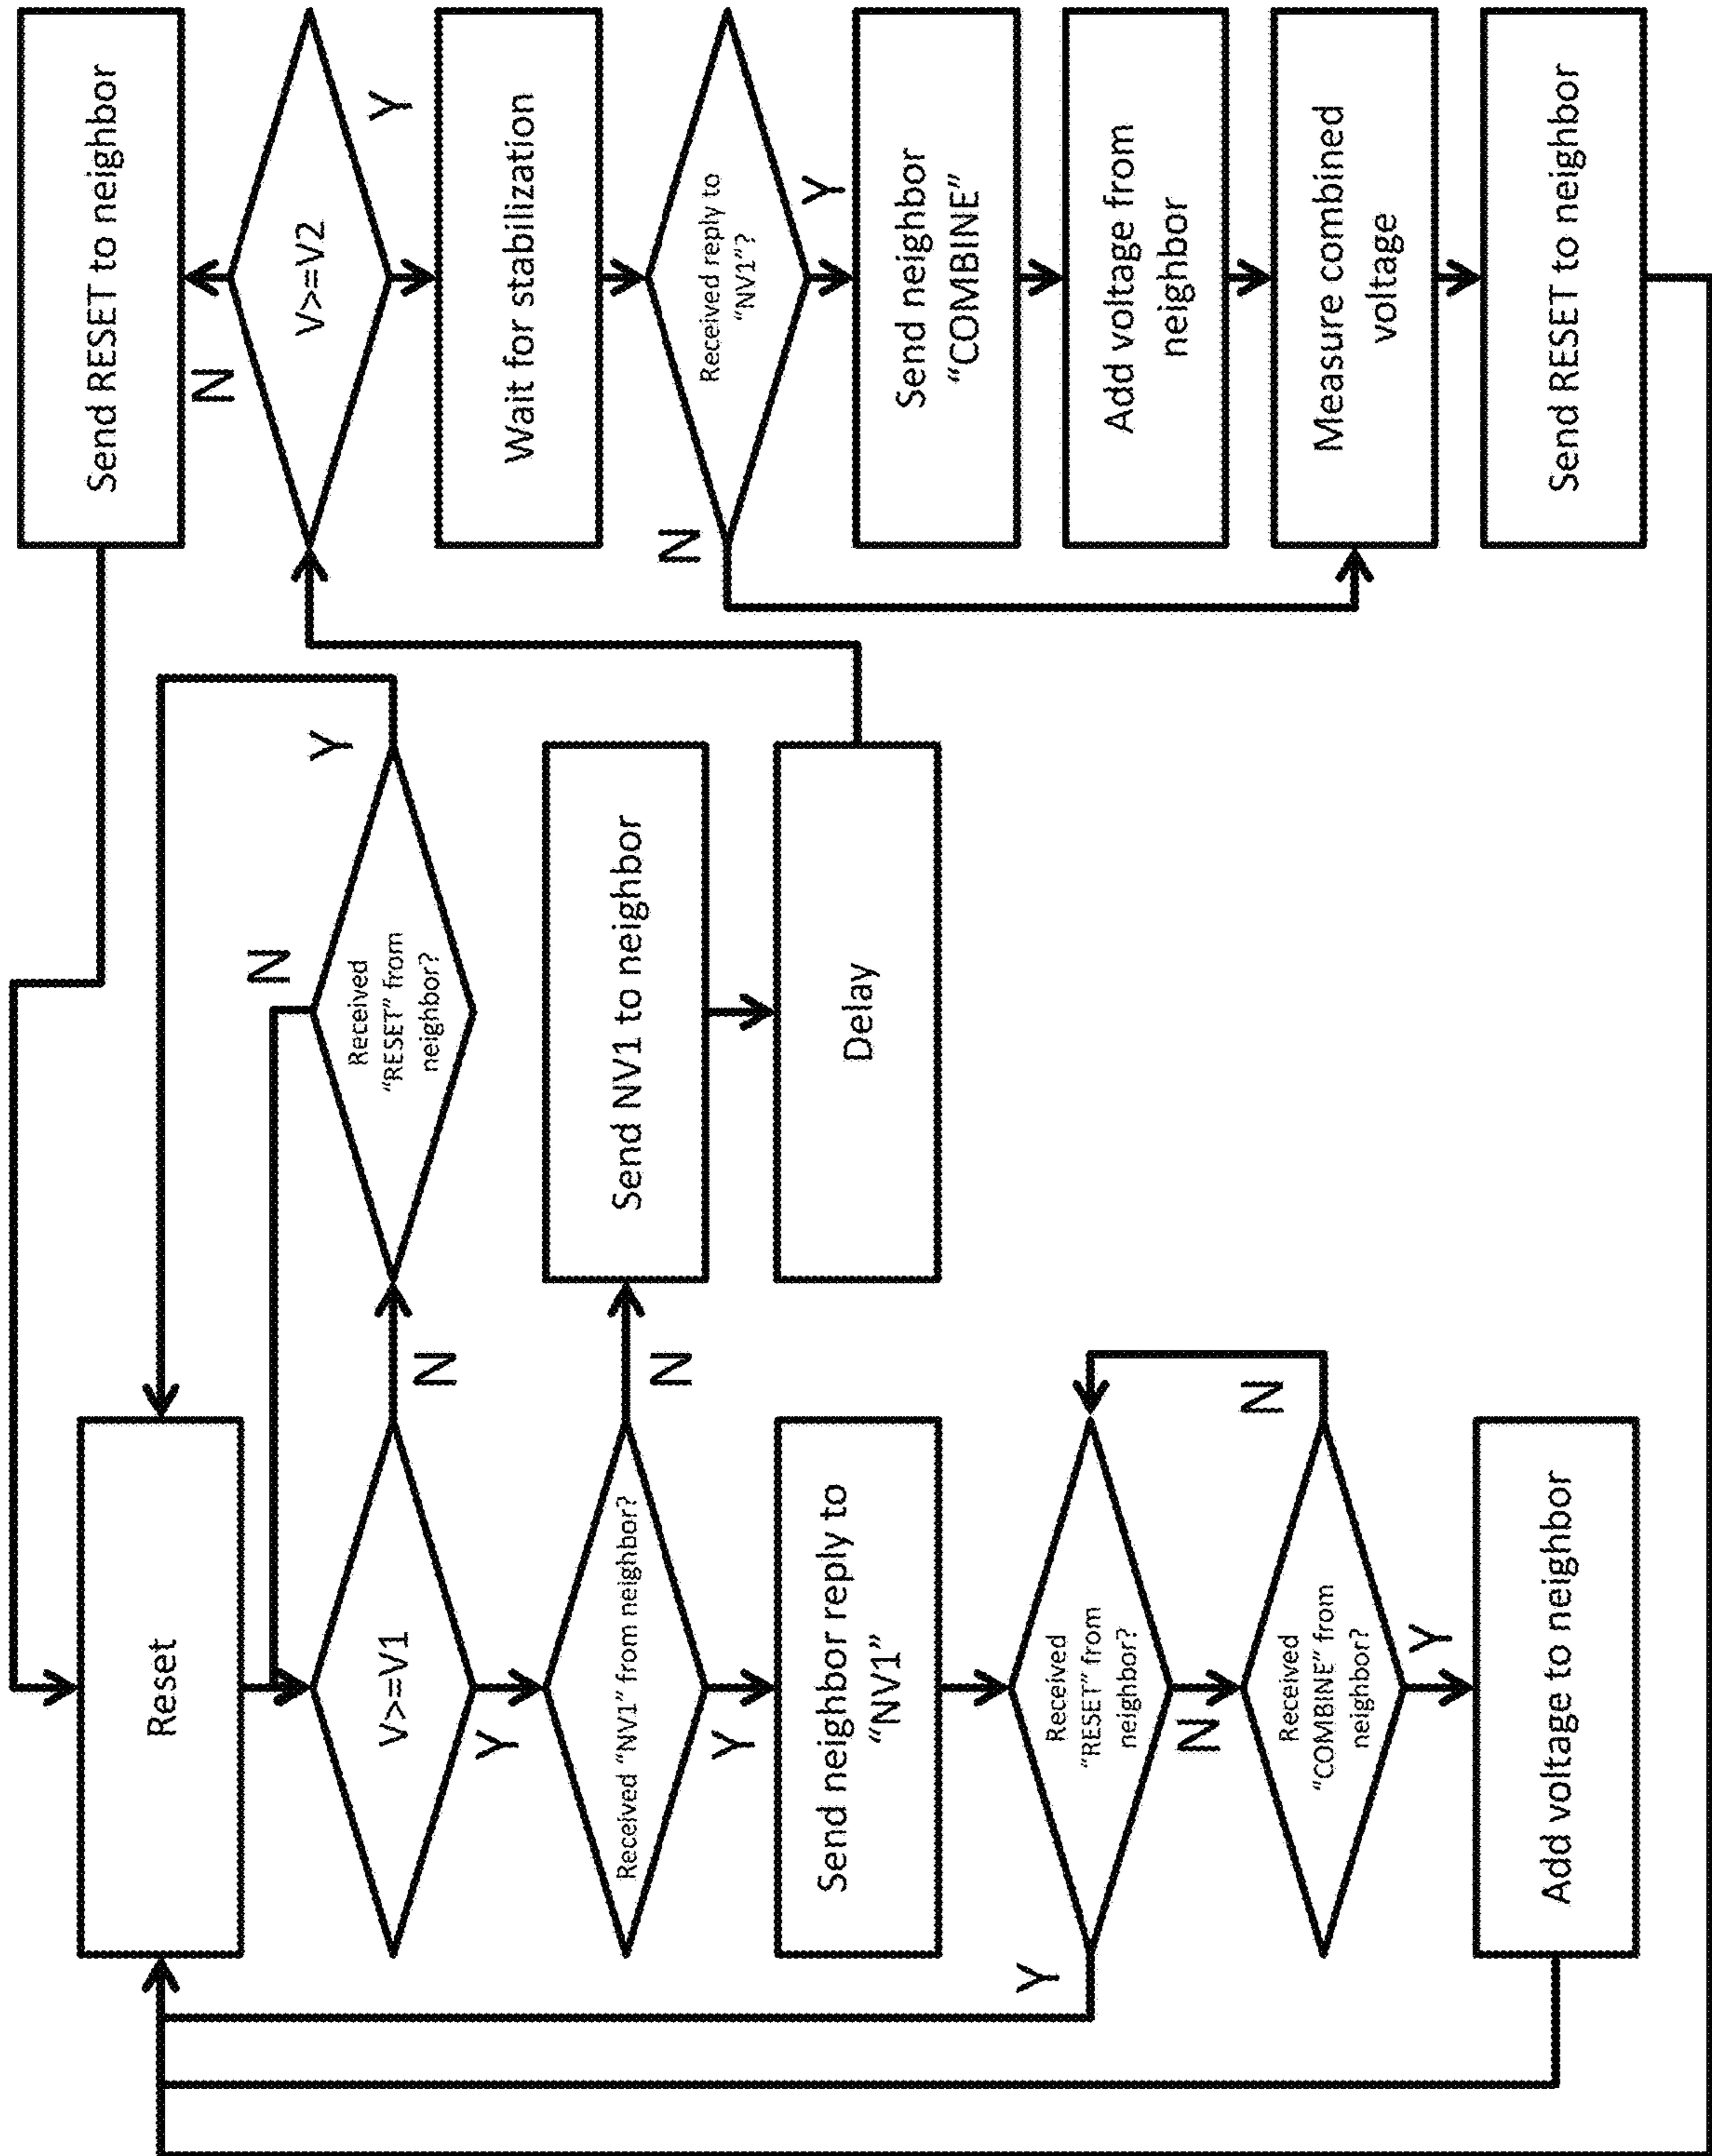 Reset
V>=V1
N
Y
Received “NV1” from neighbor?
N
Y
Send neighbor reply to
“NV1”
Received
“RESET” from
neighbor?
Y
N
Received
“COMBINE” from
neighbor?
N
Y
Add voltage to neighbor
Received
“RESET” from
neighbor?
N
Y
Send NV1 to neighbor
Delay
Send RESET to neighbor
N
V>=V2
Y
Wait for stabilization
Received reply to
“NV1”?
N
Y
Send neighbor
“COMBINE”
Add voltage from
neighbor
Measure combined
voltage
Send RESET to neighbor